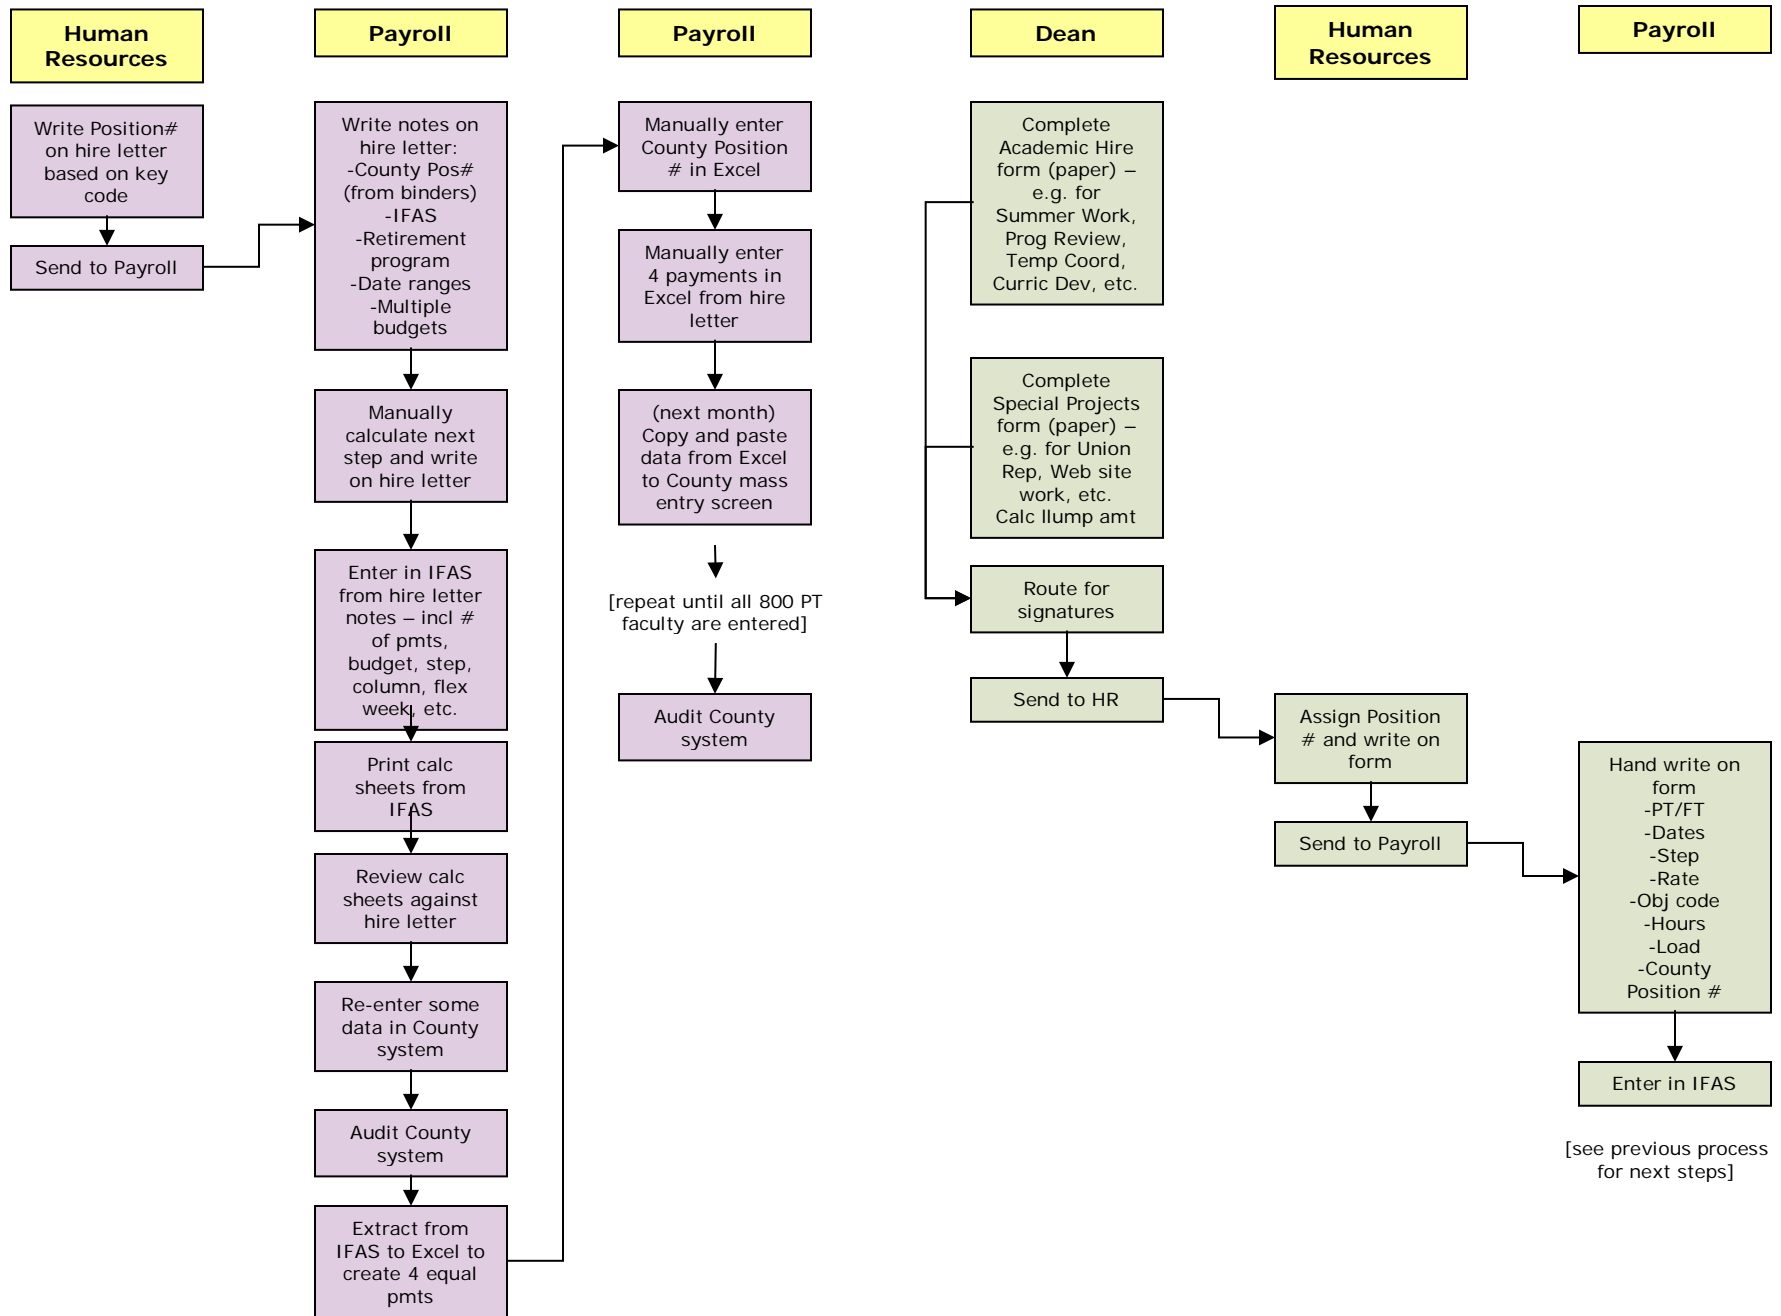 Human
Resources
Write Position#
on hire letter
based on key
code
Send to Payroll
Payroll
Write notes on
hire letter:
-County Pos#
(from binders)
-IFAS
-Retirement
program
-Date ranges
-Multiple
budgets
Manually
calculate next
step and write
on hire letter
Enter in IFAS
from hire letter
notes – incl #
of pmts,
budget, step,
column, flex
week, etc.
Print calc
sheets from
IFAS
Review calc
sheets against
hire letter
Re-enter some
data in County
system
Audit County
system
Extract from
IFAS to Excel to
create 4 equal
pmts
Payroll
Manually enter
County Position
# in Excel
Manually enter
4 payments in
Excel from hire
letter
(next month)
Copy and paste
data from Excel
to County mass
entry screen
[repeat until all 800 PT
faculty are entered]
Audit County
system
Dean
Complete
Academic Hire
form (paper) –
e.g. for
Summer Work,
Prog Review,
Temp Coord,
Curric Dev, etc.
Complete
Special Projects
form (paper) –
e.g. for Union
Rep, Web site
work, etc.
Calc llump amt
Route for
signatures
Send to HR
Human
Resources
Assign Position
# and write on
form
Send to Payroll
Payroll
Hand write on
form
-PT/FT
-Dates
-Step
-Rate
-Obj code
-Hours
-Load
-County
Position #
Enter in IFAS
[see previous process
for next steps]